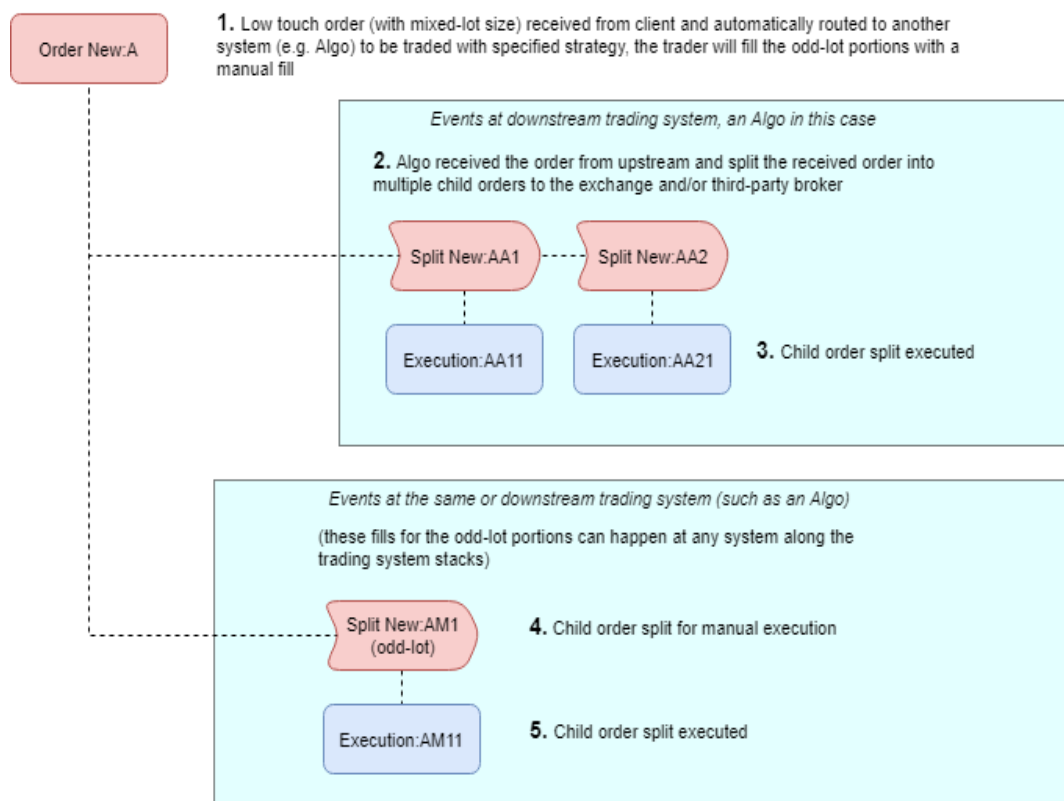 Order New:A
1. Low touch order (with mixed-lot size) received from client and automatically routed to another
system (e.g. Algo) to be traded with specified strategy, the trader will fill the odd-lot portions with a
manual fill
Events at downstream trading system, an Algo in this case
2. Algo received the order from upstream and split the received order into
multiple child orders to the exchange and/or third-party broker
Split New:AA1
Split New:AA2
Execution:AA11
Execution:AA21
3. Child order split executed
Events at the same or downstream trading system (such as an Algo)
(these fills for the odd-lot portions can happen at any system along the
trading system stacks)
Split New:AM1
(odd-lot)
4. Child order split for manual execution
Execution:AM11
5. Child order split executed